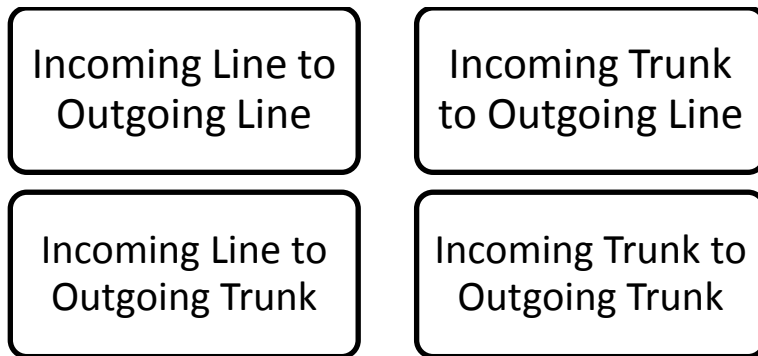 Incoming Line to
Outgoing Line
Incoming Trunk
to Outgoing Line
Incoming Line to
Outgoing Trunk
Incoming Trunk to
Outgoing Trunk